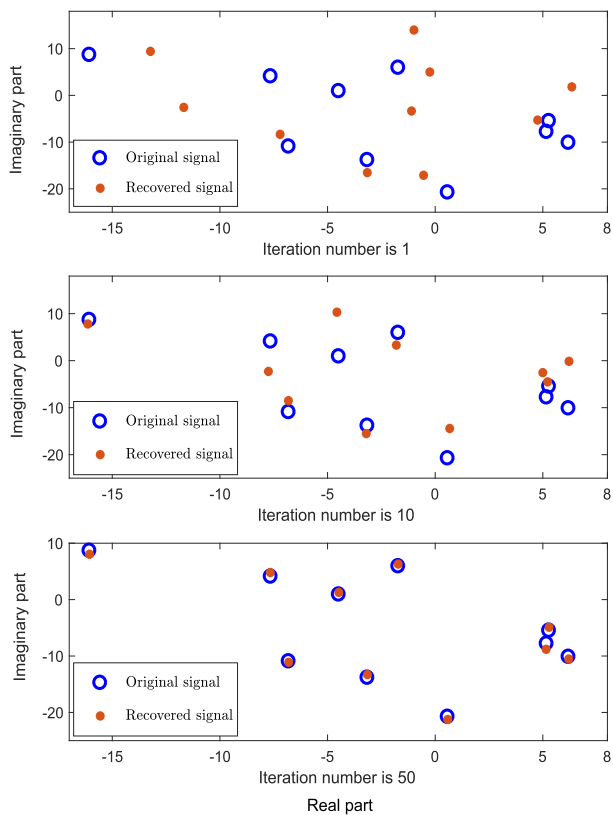 10
0
-10
-20
Imaginary part
Original signal
Recovered signal
-15 -10 -5 0 5 8
Iteration number is 1
10
0
-10
-20
Imaginary part
Original signal
Recovered signal
-15 -10 -5 0 5 8
Iteration number is 10
10
0
-10
-20
Imaginary part
Original signal
Recovered signal
-15 -10 -5 0 5 8
Iteration number is 50
Real part